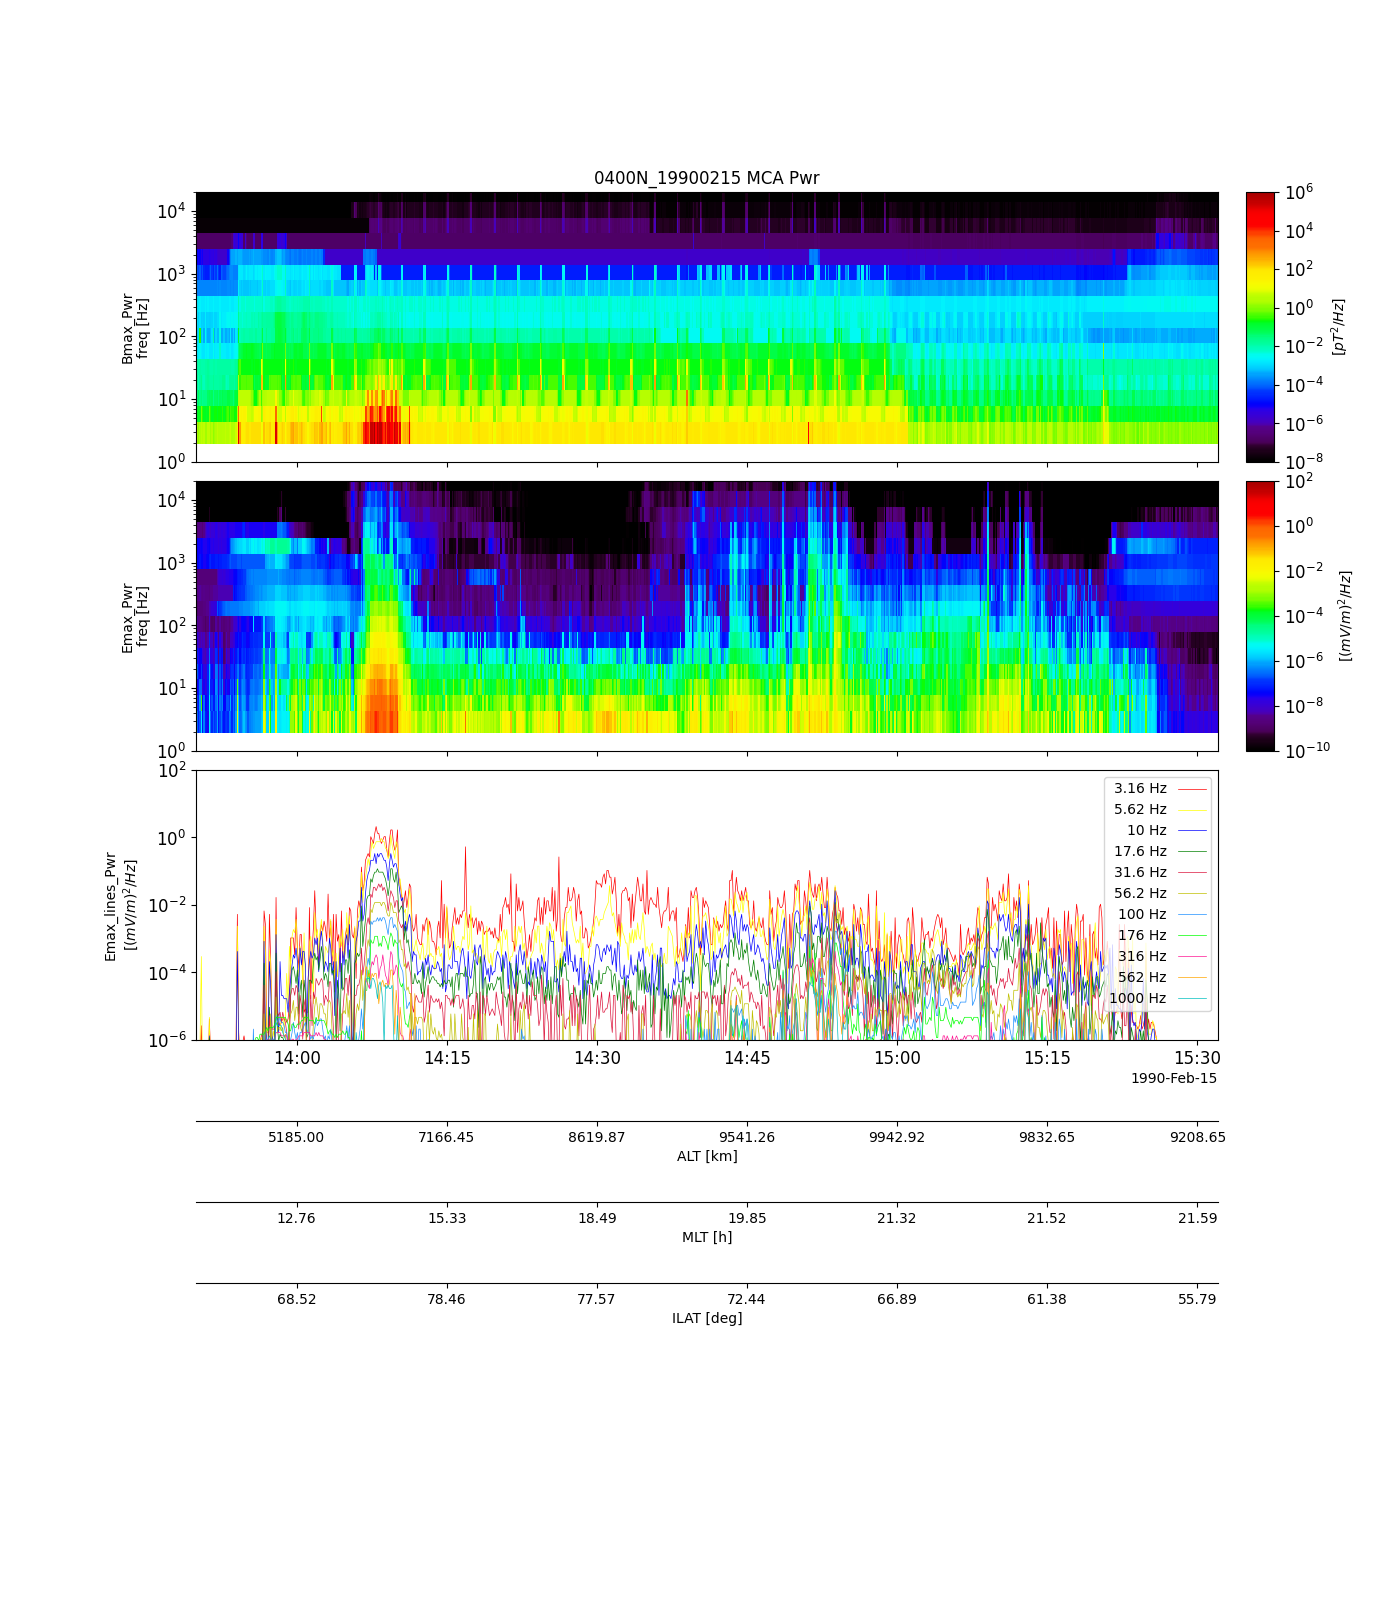 0400N_19900215 MCA Pwr
10^4
10^3
10^2
10^1
10^0
Bmax_Pwr
freq [Hz]
10^6
10^4
10^2
10^0
10^-2
10^-4
10^-6
10^-8
[pT^2/Hz]
10^4
10^3
10^2
10^1
10^0
Emax_Pwr
freq [Hz]
10^2
10^0
10^-2
10^-4
10^-6
10^-8
10^-10
[(mV/m)^2/Hz]
10^2
10^0
10^-2
10^-4
10^-6
Emax_lines_Pwr
[(mV/m)^2/Hz]
3.16 Hz
5.62 Hz
10 Hz
17.6 Hz
31.6 Hz
56.2 Hz
100 Hz
176 Hz
316 Hz
562 Hz
1000 Hz
14:00 14:15 14:30 14:45 15:00 15:15 15:30
1990-Feb-15
5185.00 7166.45 8619.87 9541.26 9942.92 9832.65 9208.65
ALT [km]
12.76 15.33 18.49 19.85 21.32 21.52 21.59
MLT [h]
68.52 78.46 77.57 72.44 66.89 61.38 55.79
ILAT [deg]